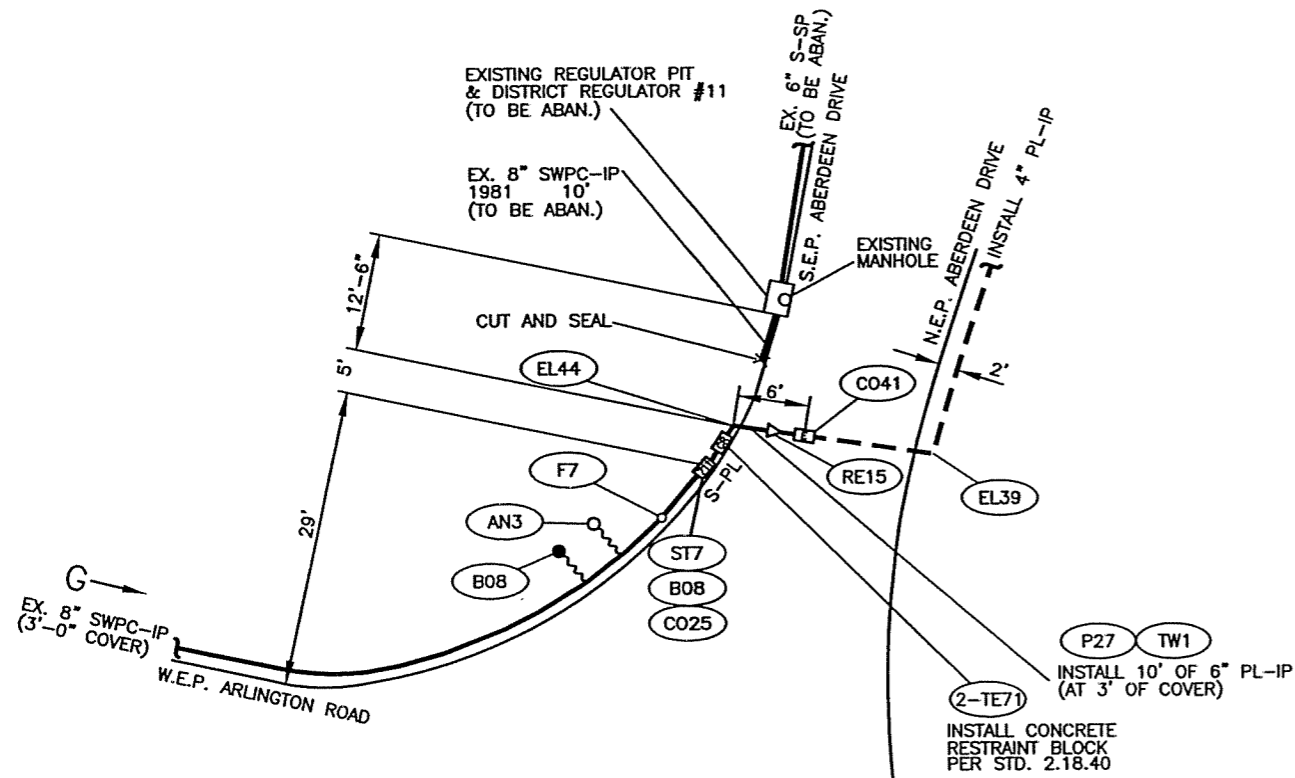 EXISTING REGULATOR PIT
& DISTRICT REGULATOR #11
(TO BE ABAN.)
EX. 6" S-SP
(TO BE ABAN.)
S.E.P. ABERDEEN DRIVE
EX. 8" SWPC-IP
1981 10'
(TO BE ABAN.)
N.E.P. ABERDEEN DRIVE
INSTALL 4" PL-IP
EXISTING
MANHOLE
12'-6"
CUT AND SEAL
EL44
5'
6'
CO41
2'
F7
S-PL
RE15
EL39
29'
AN3
B08
ST7
B08
CO25
G
EX. 8" SWPC-IP
(3'-0" COVER)
W.E.P. ARLINGTON ROAD
P27
TW1
INSTALL 10' OF 6" PL-IP
(AT 3' OF COVER)
2-TE71
INSTALL CONCRETE
RESTRAINT BLOCK
PER STD. 2.18.40